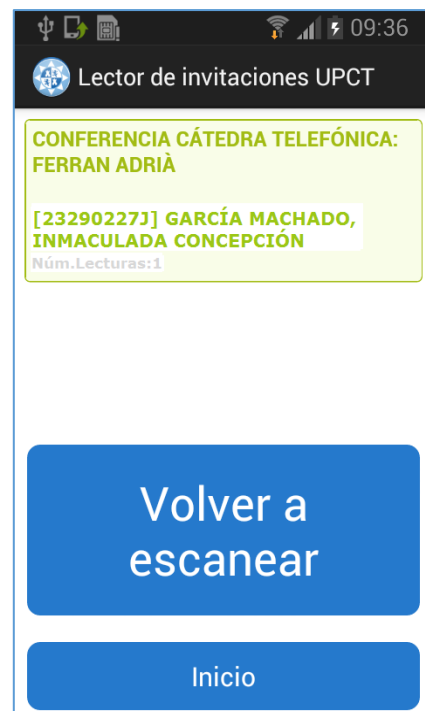 09:36
Lector de invitaciones UPCT
CONFERENCIA CÁTEDRA TELEFÓNICA:
FERRAN ADRIÀ
[23290227J] GARCÍA MACHADO,
INMACULADA CONCEPCIÓN
Núm.Lecturas:1
Volver a
escanear
Inicio